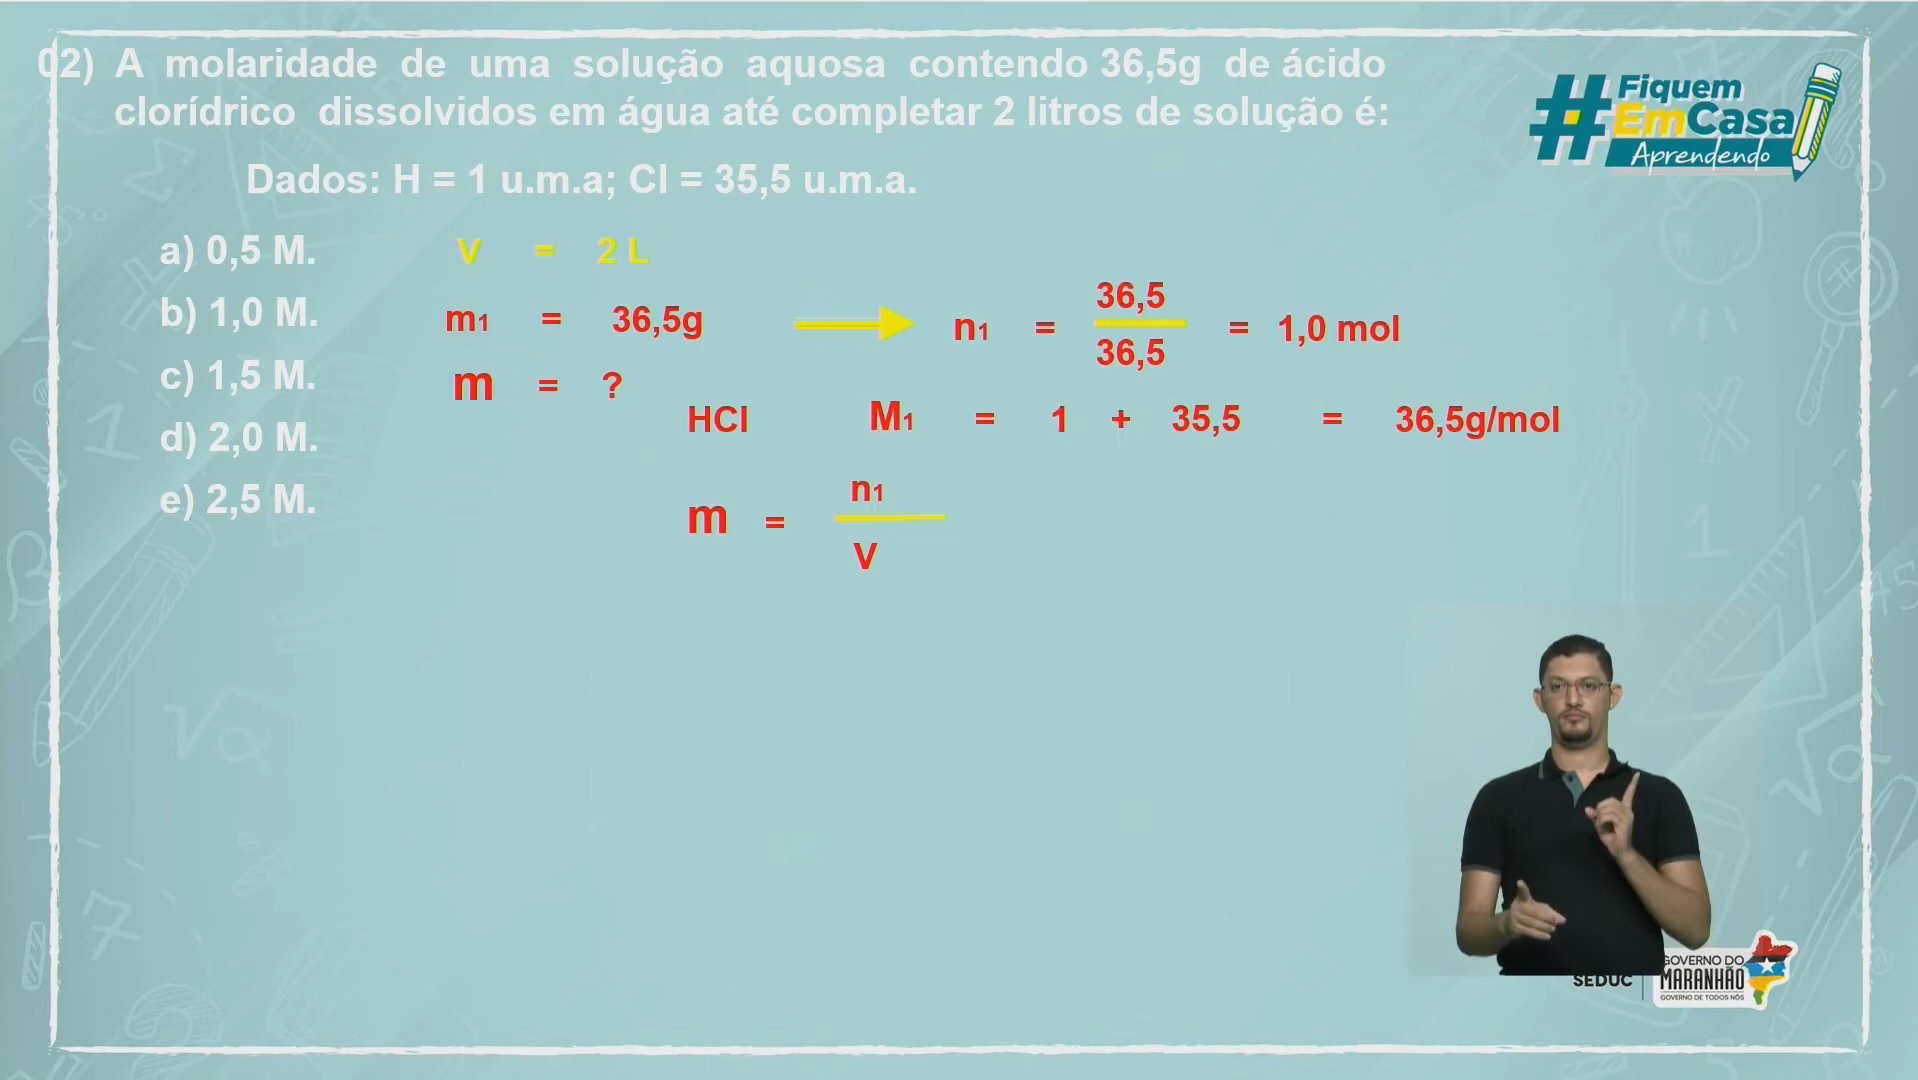 02) A molaridade de uma solução aquosa contendo 36,5g de ácido
clorídrico dissolvidos em água até completar 2 litros de solução é:
Dados: H = 1 u.m.a; Cl = 35,5 u.m.a.
#Fiquem
EmCasa
Aprendendo
a) 0,5 M.
b) 1,0 M.
c) 1,5 M.
d) 2,0 M.
e) 2,5 M.
V = 2 L
m1 = 36,5g
n1 = 36,5 / 36,5 = 1,0 mol
m = ?
HCl M1 = 1 + 35,5 = 36,5g/mol
m = n1 / V
SEDUC
GOVERNO DO
MARANHÃO
GOVERNO DE TODOS NÓS